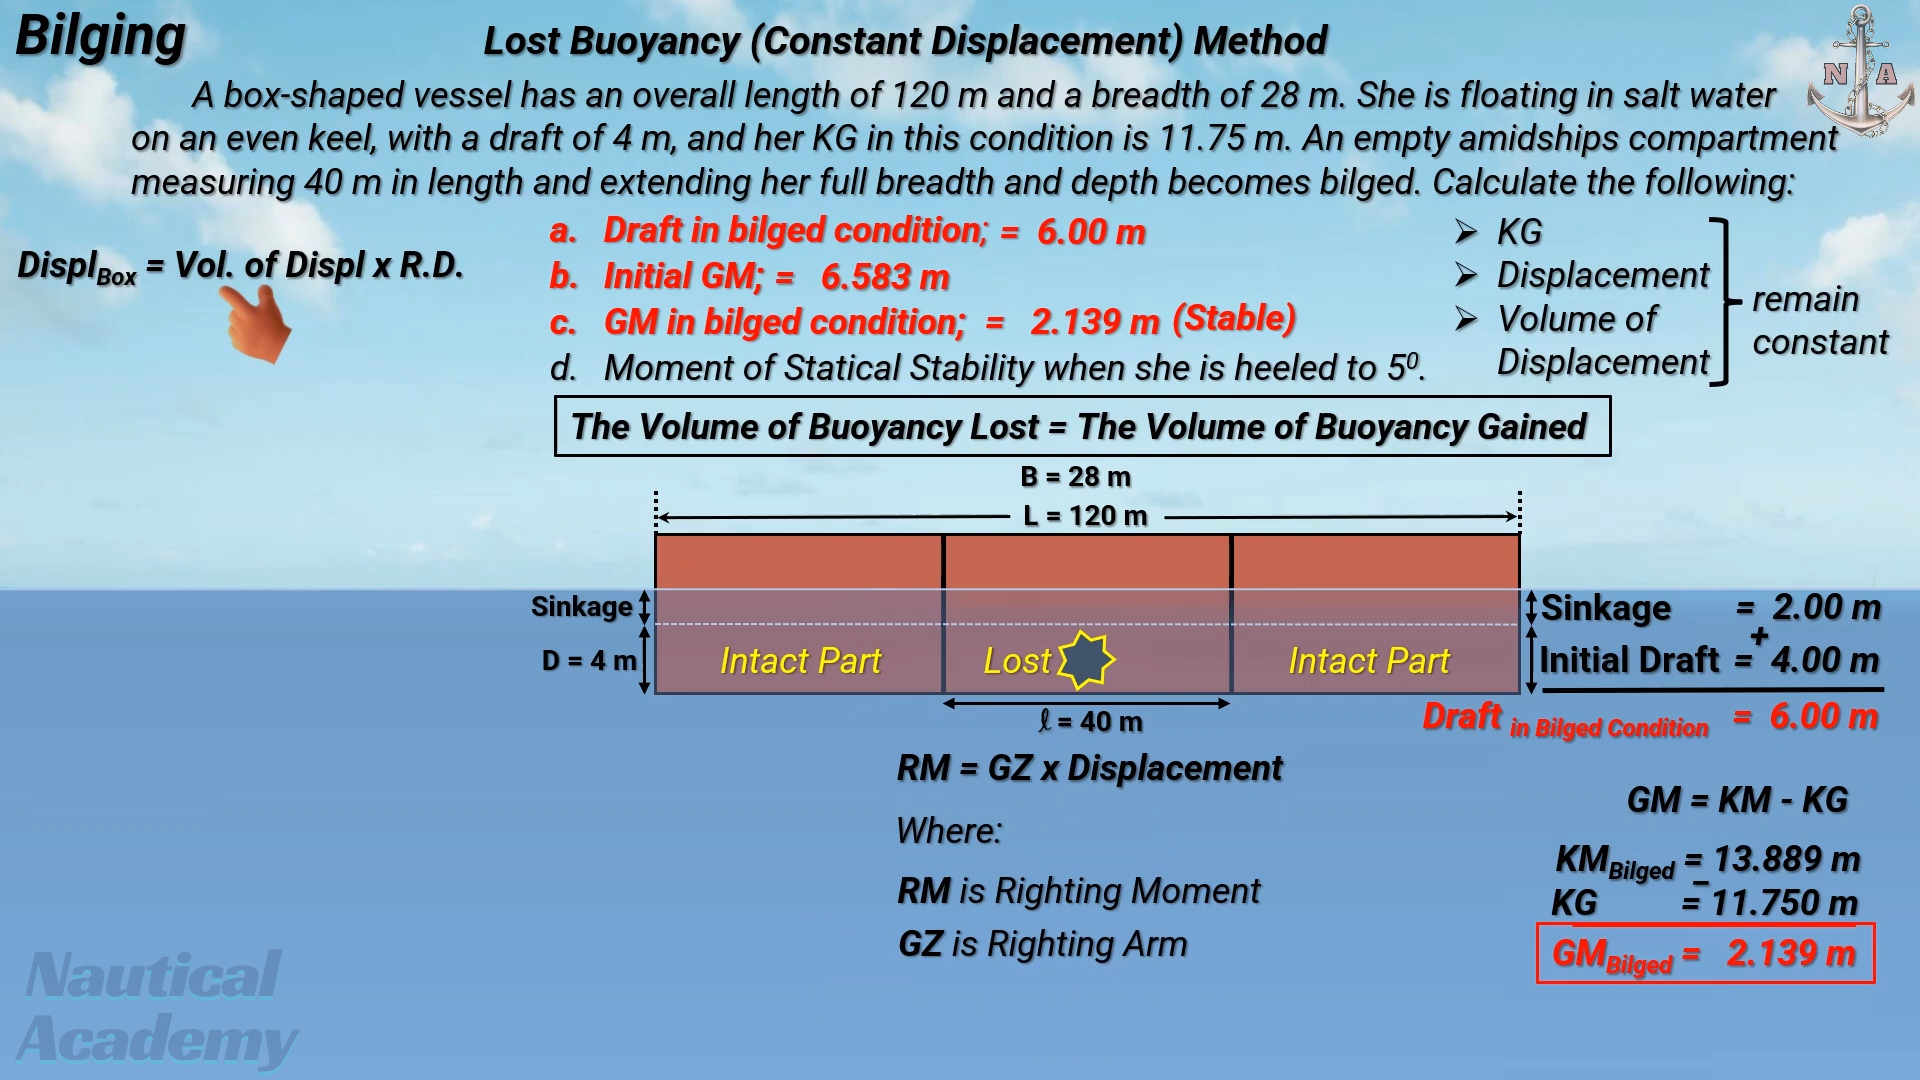 Bilging
Lost Buoyancy (Constant Displacement) Method
N A
A box-shaped vessel has an overall length of 120 m and a breadth of 28 m. She is floating in salt water
on an even keel, with a draft of 4 m, and her KG in this condition is 11.75 m. An empty amidships compartment
measuring 40 m in length and extending her full breadth and depth becomes bilged. Calculate the following:
Displ Box = Vol. of Displ x R.D.
a. Draft in bilged condition; = 6.00 m
b. Initial GM; = 6.583 m
c. GM in bilged condition; = 2.139 m (Stable)
d. Moment of Statical Stability when she is heeled to 5⁰.
➢ KG
➢ Displacement
➢ Volume of
Displacement
remain
constant
The Volume of Buoyancy Lost = The Volume of Buoyancy Gained
B = 28 m
L = 120 m
Sinkage
D = 4 m
Intact Part
Lost
Intact Part
ℓ = 40 m
Sinkage = 2.00 m
+
Initial Draft = 4.00 m
Draft in Bilged Condition = 6.00 m
RM = GZ x Displacement
Where:
RM is Righting Moment
GZ is Righting Arm
GM = KM - KG
KM Bilged = 13.889 m
–
KG = 11.750 m
GM Bilged = 2.139 m
Nautical
Academy